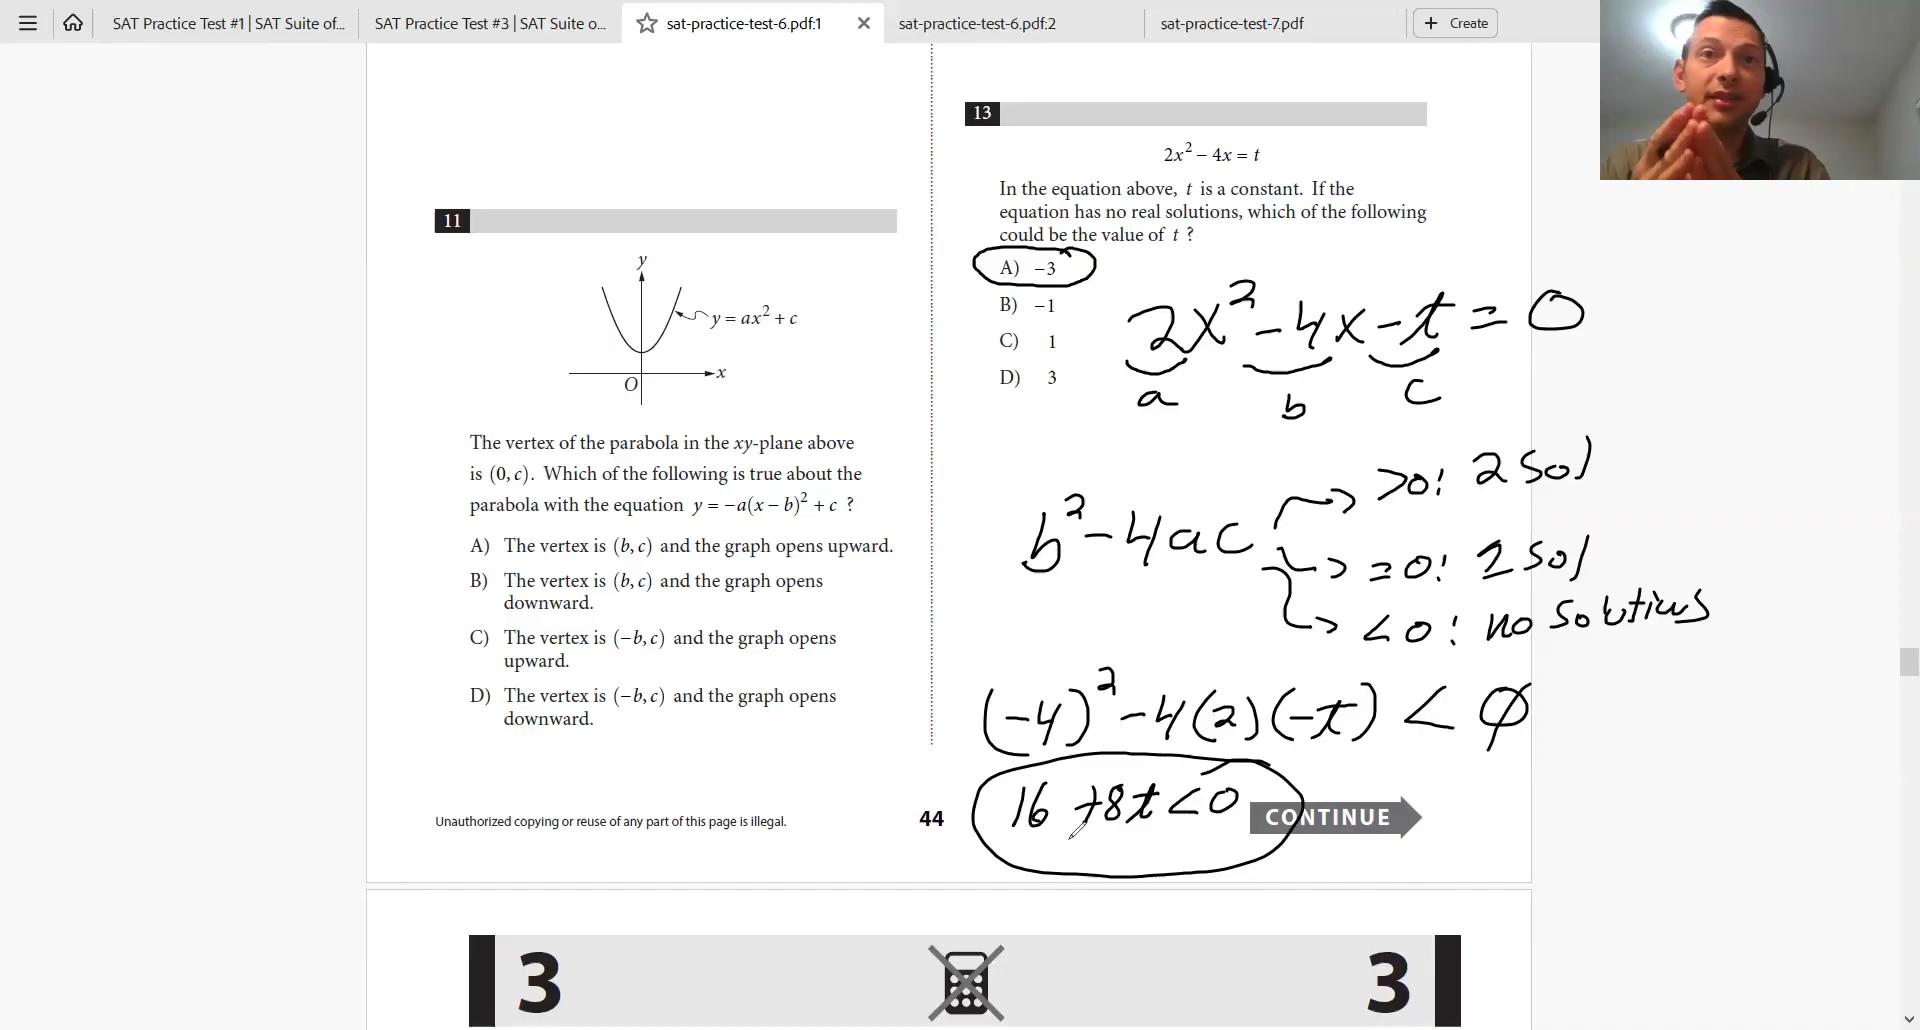 SAT Practice Test #1 | SAT Suite of...
SAT Practice Test #3 | SAT Suite o...
sat-practice-test-6.pdf:1
sat-practice-test-6.pdf:2
sat-practice-test-7.pdf
+ Create
11
y
y = ax² + c
x
O
The vertex of the parabola in the xy-plane above
is (0, c). Which of the following is true about the
parabola with the equation y = −a(x − b)² + c ?
A) The vertex is (b, c) and the graph opens upward.
B) The vertex is (b, c) and the graph opens
downward.
C) The vertex is (−b, c) and the graph opens
upward.
D) The vertex is (−b, c) and the graph opens
downward.
13
2x² − 4x = t
In the equation above, t is a constant. If the
equation has no real solutions, which of the following
could be the value of t ?
A) −3
B) −1
C) 1
D) 3
2x² − 4x − t = 0
a b c
b² − 4ac
>0: 2 sol
=0: 1 sol
<0: no solutions
(−4)² − 4(2)(−t) < 0
16 + 8t < 0
Unauthorized copying or reuse of any part of this page is illegal.
44
CONTINUE
3
3